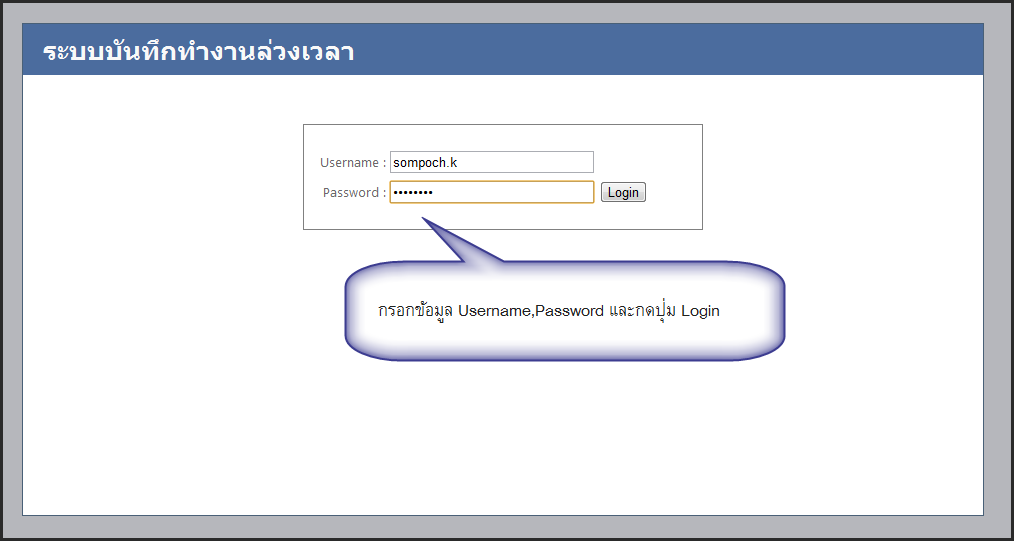 ระบบบันทึกทำงานล่วงเวลา
Username : sompoch.k
Password : •••••••• Login
กรอกข้อมูล Username,Password และกดปุ่ม Login